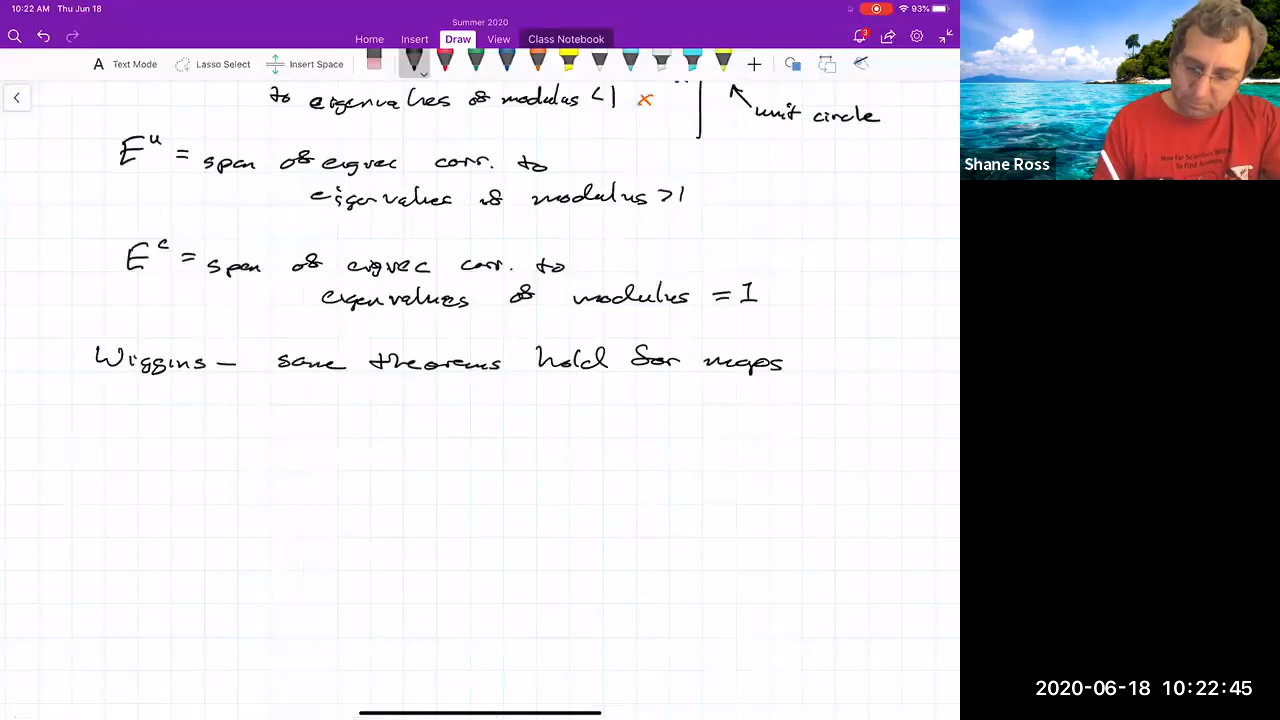 10:22 AM Thu Jun 18
93%
Summer 2020
Home Insert Draw View Class Notebook
3
A Text Mode Lasso Select Insert Space
to eigenvalues of modulus <1 x
unit circle
E^u = span of eigvec corr. to
eigenvalues of modulus >1
E^c = span of eigvec corr. to
eigenvalues of modulus = 1
Wiggins – same theorems hold for maps
Shane Ross
2020-06-18 10:22:45